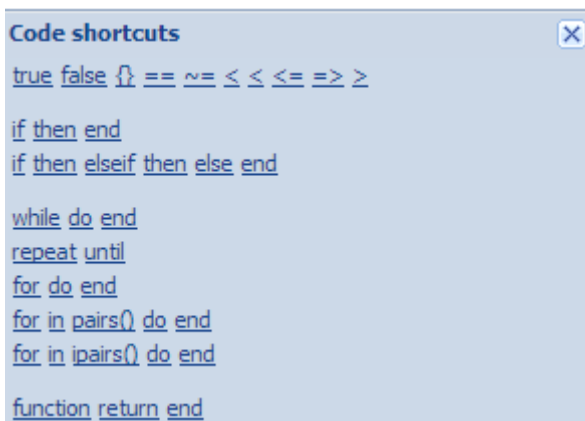 Code shortcuts
true false {} == ~= < < <= => >
if then end
if then elseif then else end
while do end
repeat until
for do end
for in pairs() do end
for in ipairs() do end
function return end